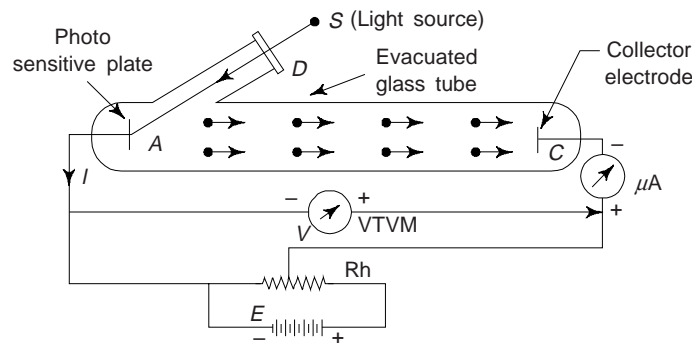 S (Light source)
Photo
sensitive plate
D
Evacuated
glass tube
Collector
electrode
A
C
−
μA
+
I
− +
V VTVM
Rh
E
− +